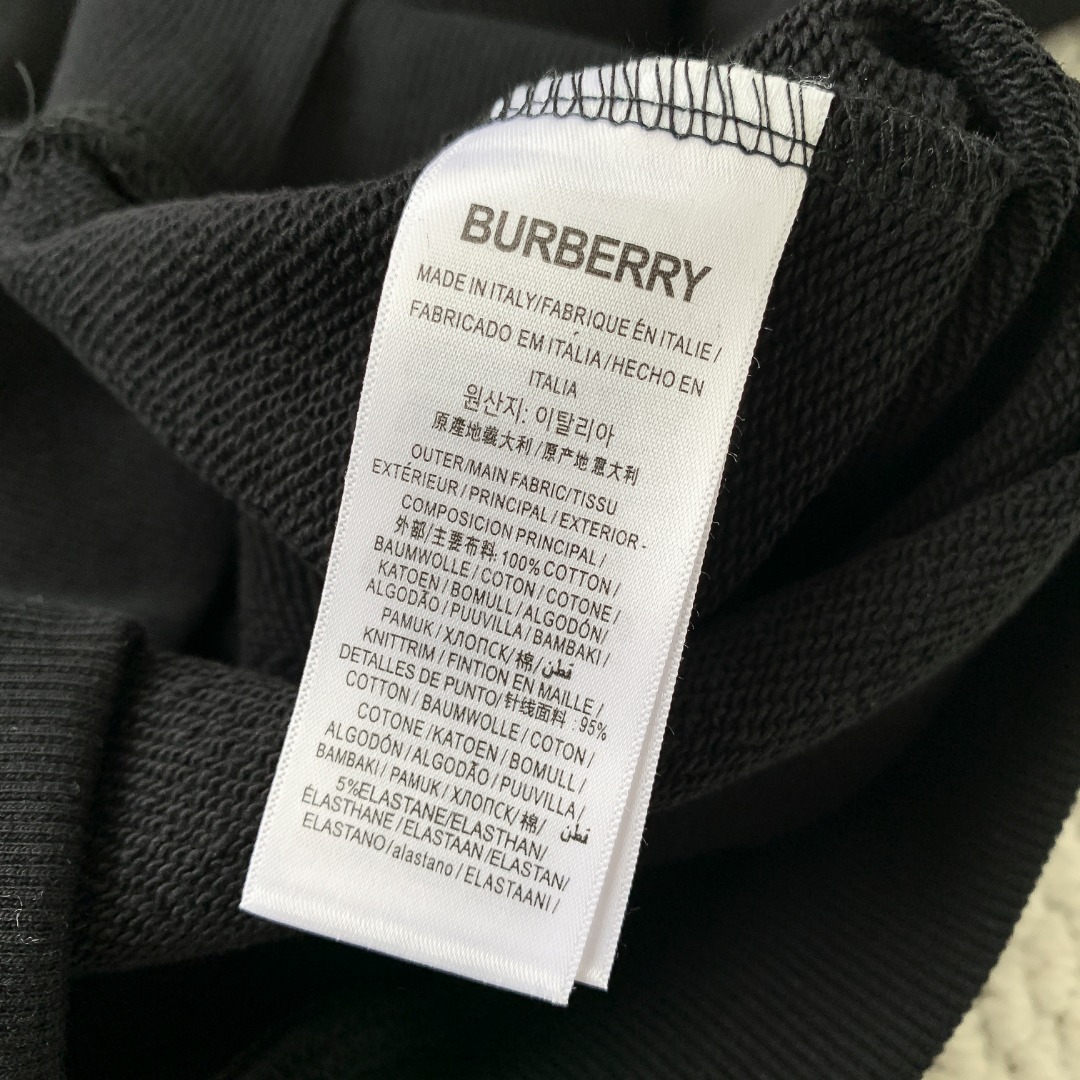 BURBERRY
MADE IN ITALY/FABRIQUE ÉN ITALIE/
FABRICADO EM ITÁLIA/HECHO EN
ITALIA
원산지: 이탈리아
原產地義大利/原产地意大利
OUTER/MAIN FABRIC/TISSU
EXTÉRIEUR/PRINCIPAL/EXTERIOR-
COMPOSICION PRINCIPAL/
外部/主要布料.100% COTTON/
BAUMWOLLE/COTON/COTONE/
KATOEN/BOMULL/ALGODÓN/
ALGODÃO/PUUVILLA/BAMBAKI/
PAMUK/ХЛОПСК/棉/قطن
KNITTRIM/FINTION EN MAILLE/
DETALLES DE PUNTO/针线面料:95%
COTTON/BAUMWOLLE/COTON/
COTONE/KATOEN/BOMULL/
ALGODÓN/ALGODÃO/PUUVILLA/
BAMBAKI/PAMUK/ХЛОПСК/棉/قطن
5%ELASTANE/ELASTHAN/
ÉLASTHANE/ELASTAAN/ELASTAN/
ELASTANO/alastano/ELASTAANI/